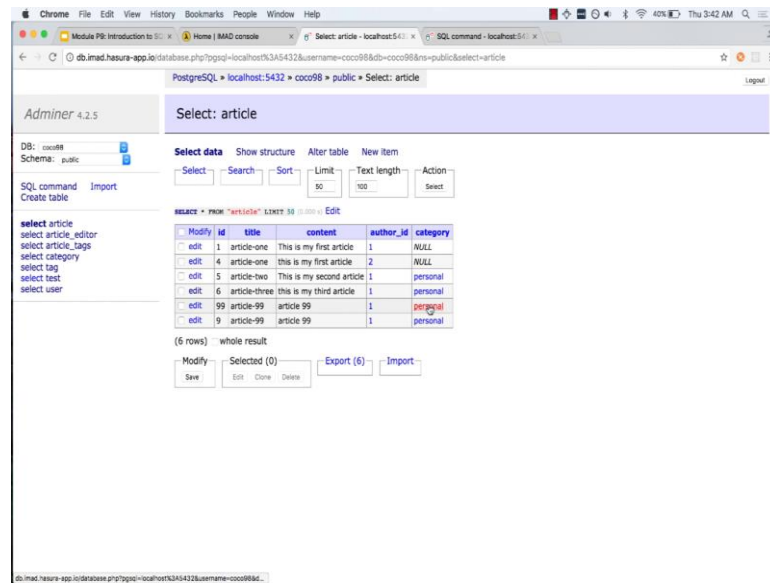 Chrome File Edit View History Bookmarks People Window Help 40% Thu 3:42 AM
Module P9: Introduction to SQ × Home | IMAD console × Select: article - localhost:543 × SQL command - localhost:543 ×
db.imad.hasura-app.io/database.php?pgsql=localhost%3A5432&username=coco98&db=coco98&ns=public&select=article
PostgreSQL » localhost:5432 » coco98 » public » Select: article
Logout
Adminer 4.2.5
Select: article
DB: coco98
Schema: public
SQL command Import
Create table
select article
select article_editor
select article_tags
select category
select tag
select test
select user
Select data Show structure Alter table New item
Select Search Sort Limit Text length Action
50 100 Select
SELECT * FROM "article" LIMIT 50 (0.000 s) Edit
Modify id title content author_id category
edit 1 article-one This is my first article 1 NULL
edit 4 article-one this is my first article 2 NULL
edit 5 article-two This is my second article 1 personal
edit 6 article-three this is my third article 1 personal
edit 99 article-99 article 99 1 personal
edit 9 article-99 article 99 1 personal
(6 rows) whole result
Modify Selected (0) Export (6) Import
Save Edit Clone Delete
db.imad.hasura-app.io/database.php?pgsql=localhost%3A5432&username=coco98&d...